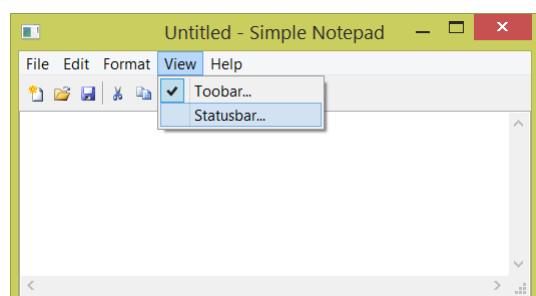 Untitled - Simple Notepad
File Edit Format View Help
Toobar...
Statusbar...